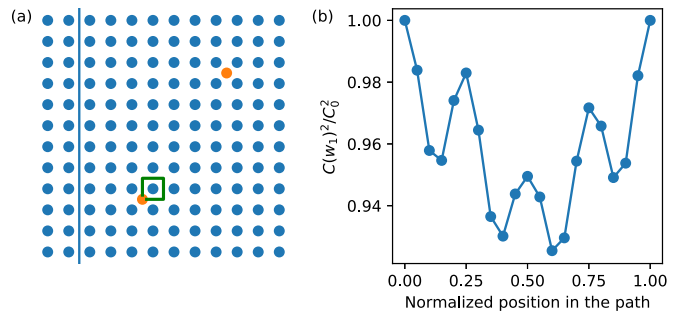 (a)
(b)
C(w₁)²/C₀²
1.00
0.98
0.96
0.94
0.00 0.25 0.50 0.75 1.00
Normalized position in the path